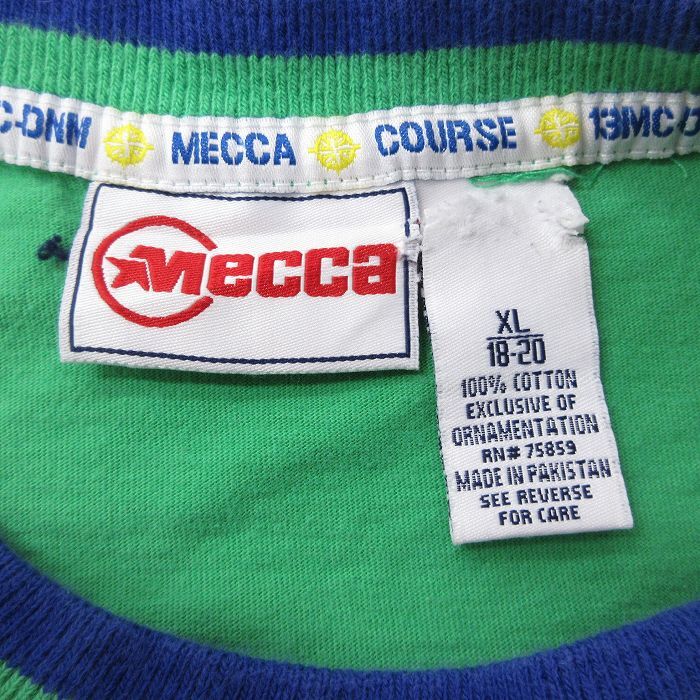 C-DNM MECCA COURSE 13MC-D
Mecca
XL
18-20
100% COTTON
EXCLUSIVE OF
ORNAMENTATION
RN# 75859
MADE IN PAKISTAN
SEE REVERSE
FOR CARE